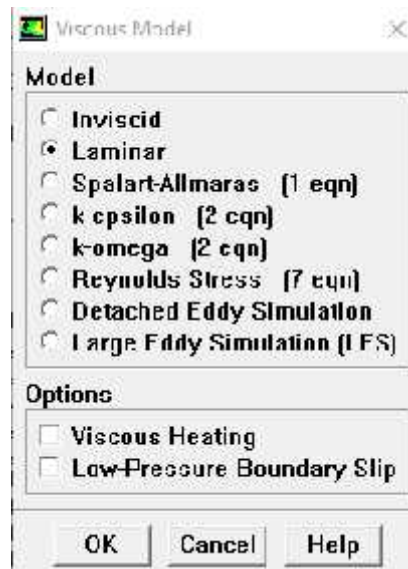 Viscous Model
Model
Inviscid
Laminar
Spalart-Allmaras (1 eqn)
k-epsilon (2 eqn)
k-omega (2 eqn)
Reynolds Stress (7 eqn)
Detached Eddy Simulation
Large Eddy Simulation (LES)
Options
Viscous Heating
Low-Pressure Boundary Slip
OK Cancel Help